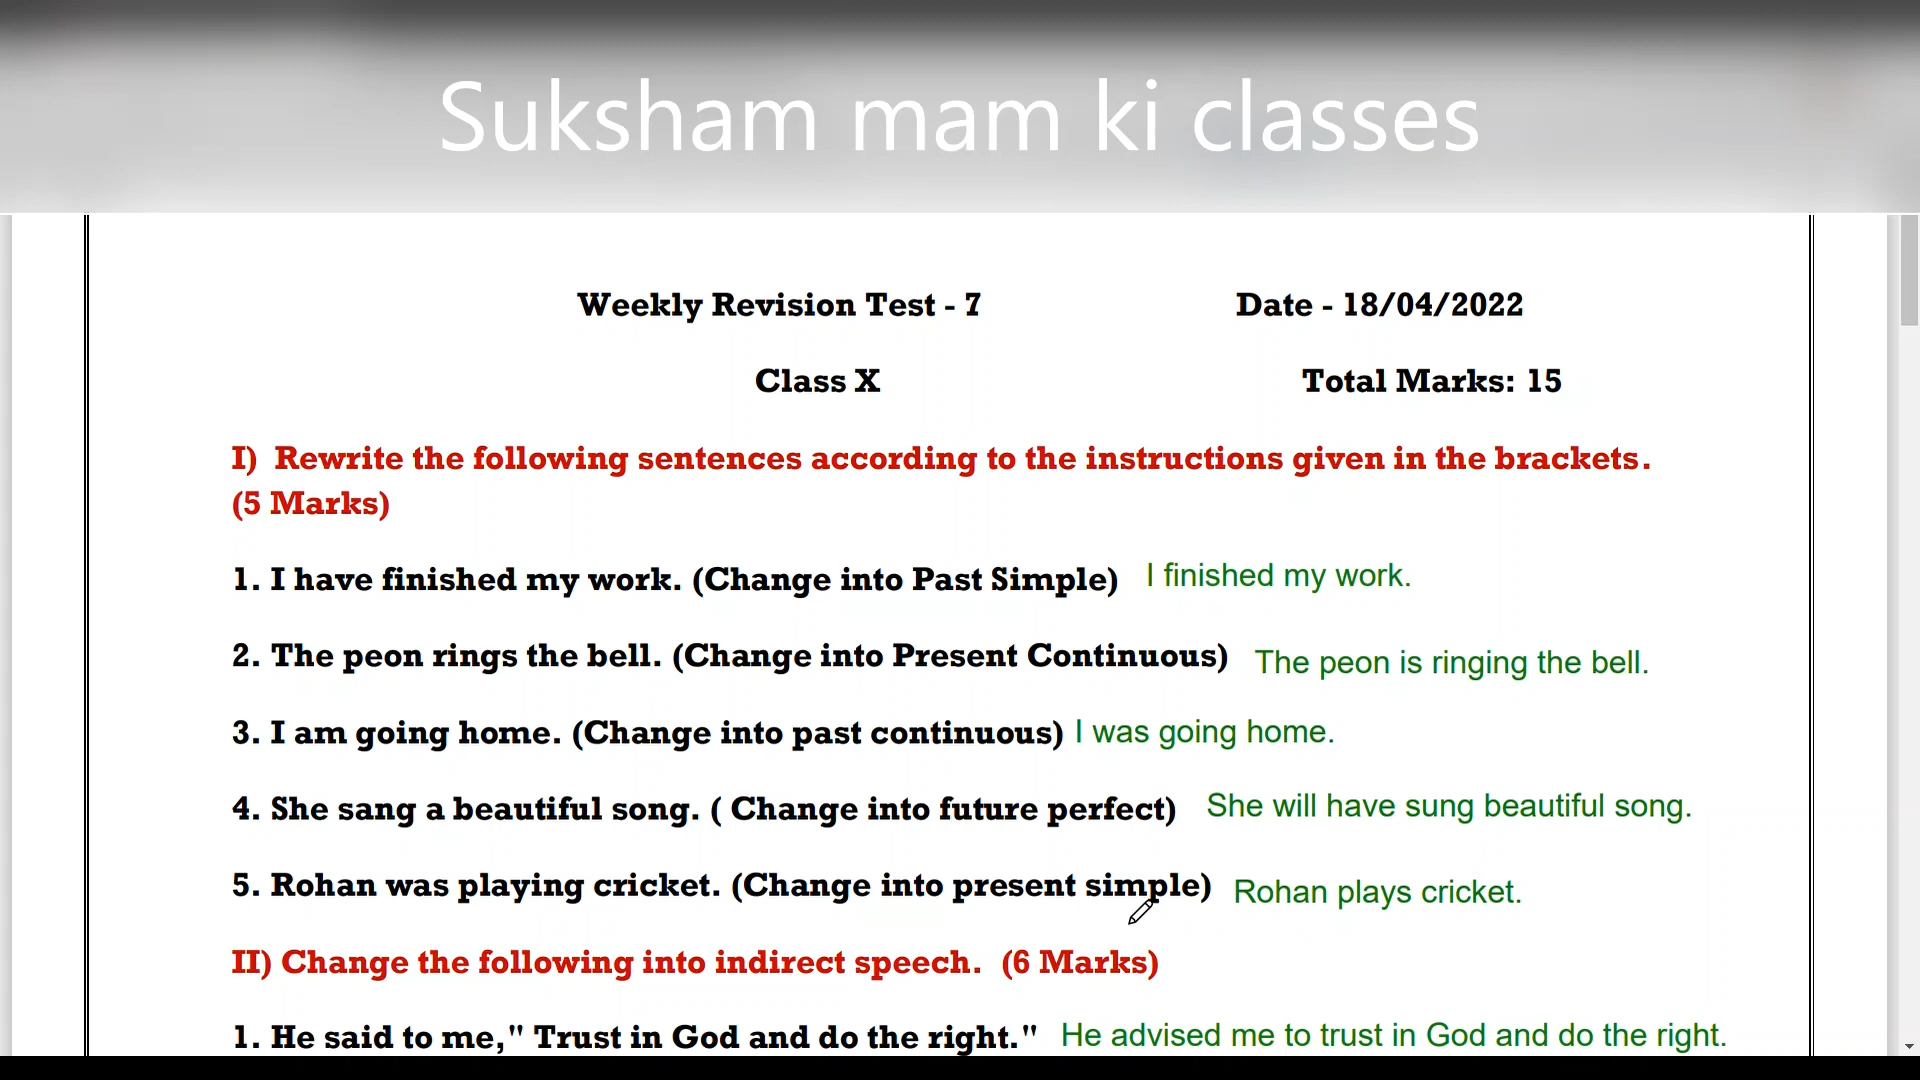 Suksham mam ki classes
Weekly Revision Test - 7 Date - 18/04/2022
Class X Total Marks: 15
I) Rewrite the following sentences according to the instructions given in the brackets.
(5 Marks)
1. I have finished my work. (Change into Past Simple) I finished my work.
2. The peon rings the bell. (Change into Present Continuous) The peon is ringing the bell.
3. I am going home. (Change into past continuous) I was going home.
4. She sang a beautiful song. ( Change into future perfect) She will have sung beautiful song.
5. Rohan was playing cricket. (Change into present simple) Rohan plays cricket.
II) Change the following into indirect speech. (6 Marks)
1. He said to me," Trust in God and do the right." He advised me to trust in God and do the right.